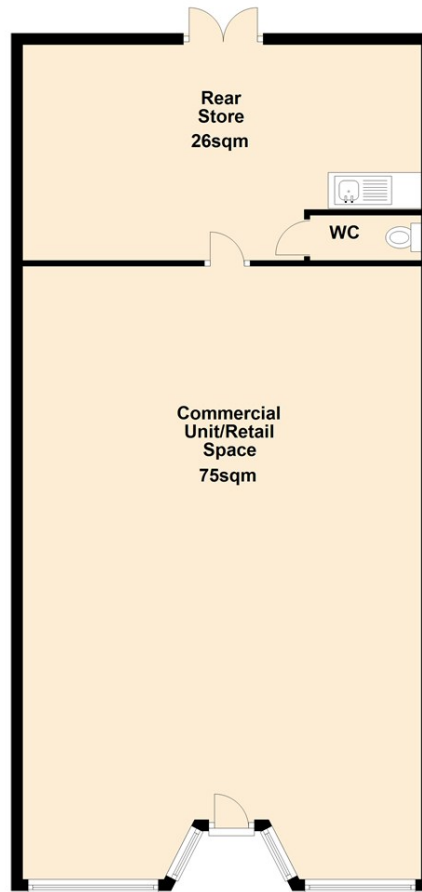 Rear
Store
26sqm
WC
Commercial
Unit/Retail
Space
75sqm